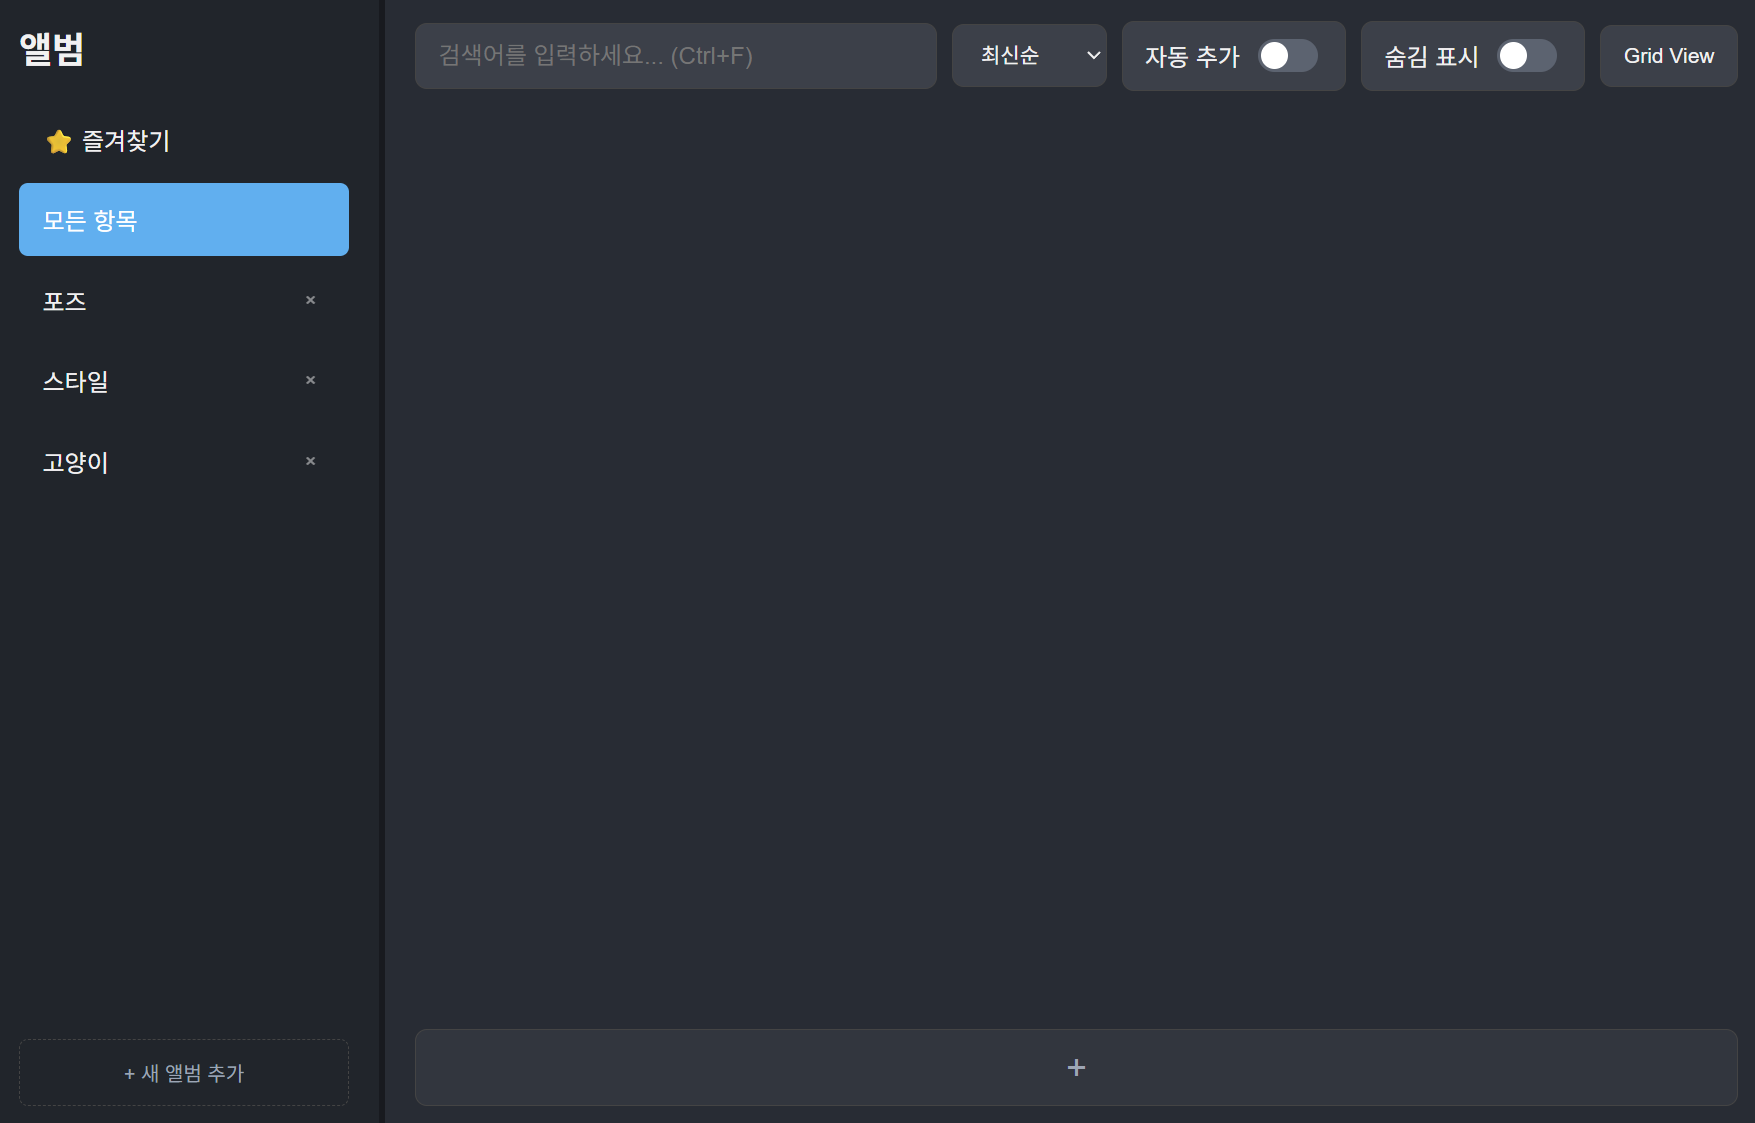 앨범
⭐ 즐겨찾기
모든 항목
포즈 ×
스타일 ×
고양이 ×
+ 새 앨범 추가
검색어를 입력하세요... (Ctrl+F)
최신순
자동 추가
숨김 표시
Grid View
+